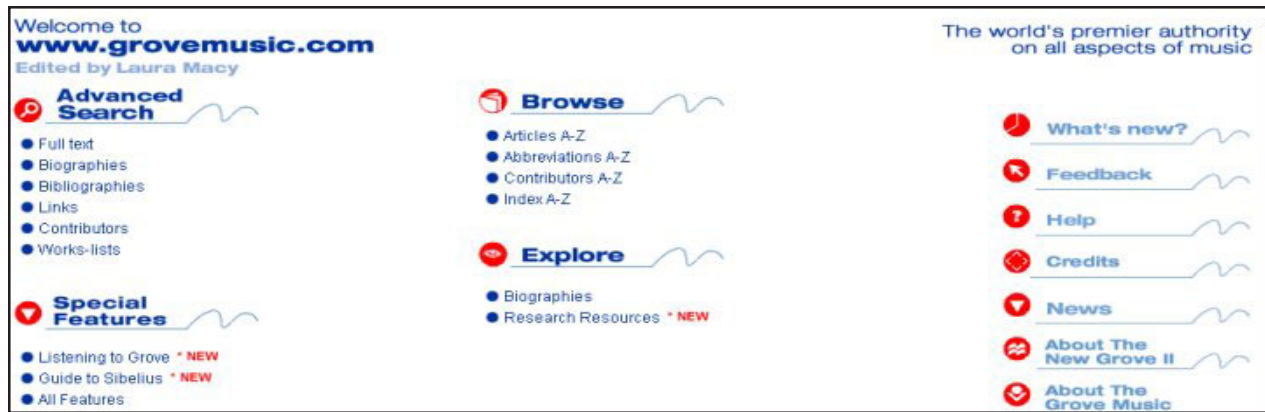 Welcome to
www.grovemusic.com
Edited by Laura Macy
The world's premier authority
on all aspects of music
Advanced
Search
Full text
Biographies
Bibliographies
Links
Contributors
Works-lists
Special
Features
Listening to Grove * NEW
Guide to Sibelius * NEW
All Features
Browse
Articles A-Z
Abbreviations A-Z
Contributors A-Z
Index A-Z
Explore
Biographies
Research Resources * NEW
What's new?
Feedback
Help
Credits
News
About The
New Grove II
About The
Grove Music